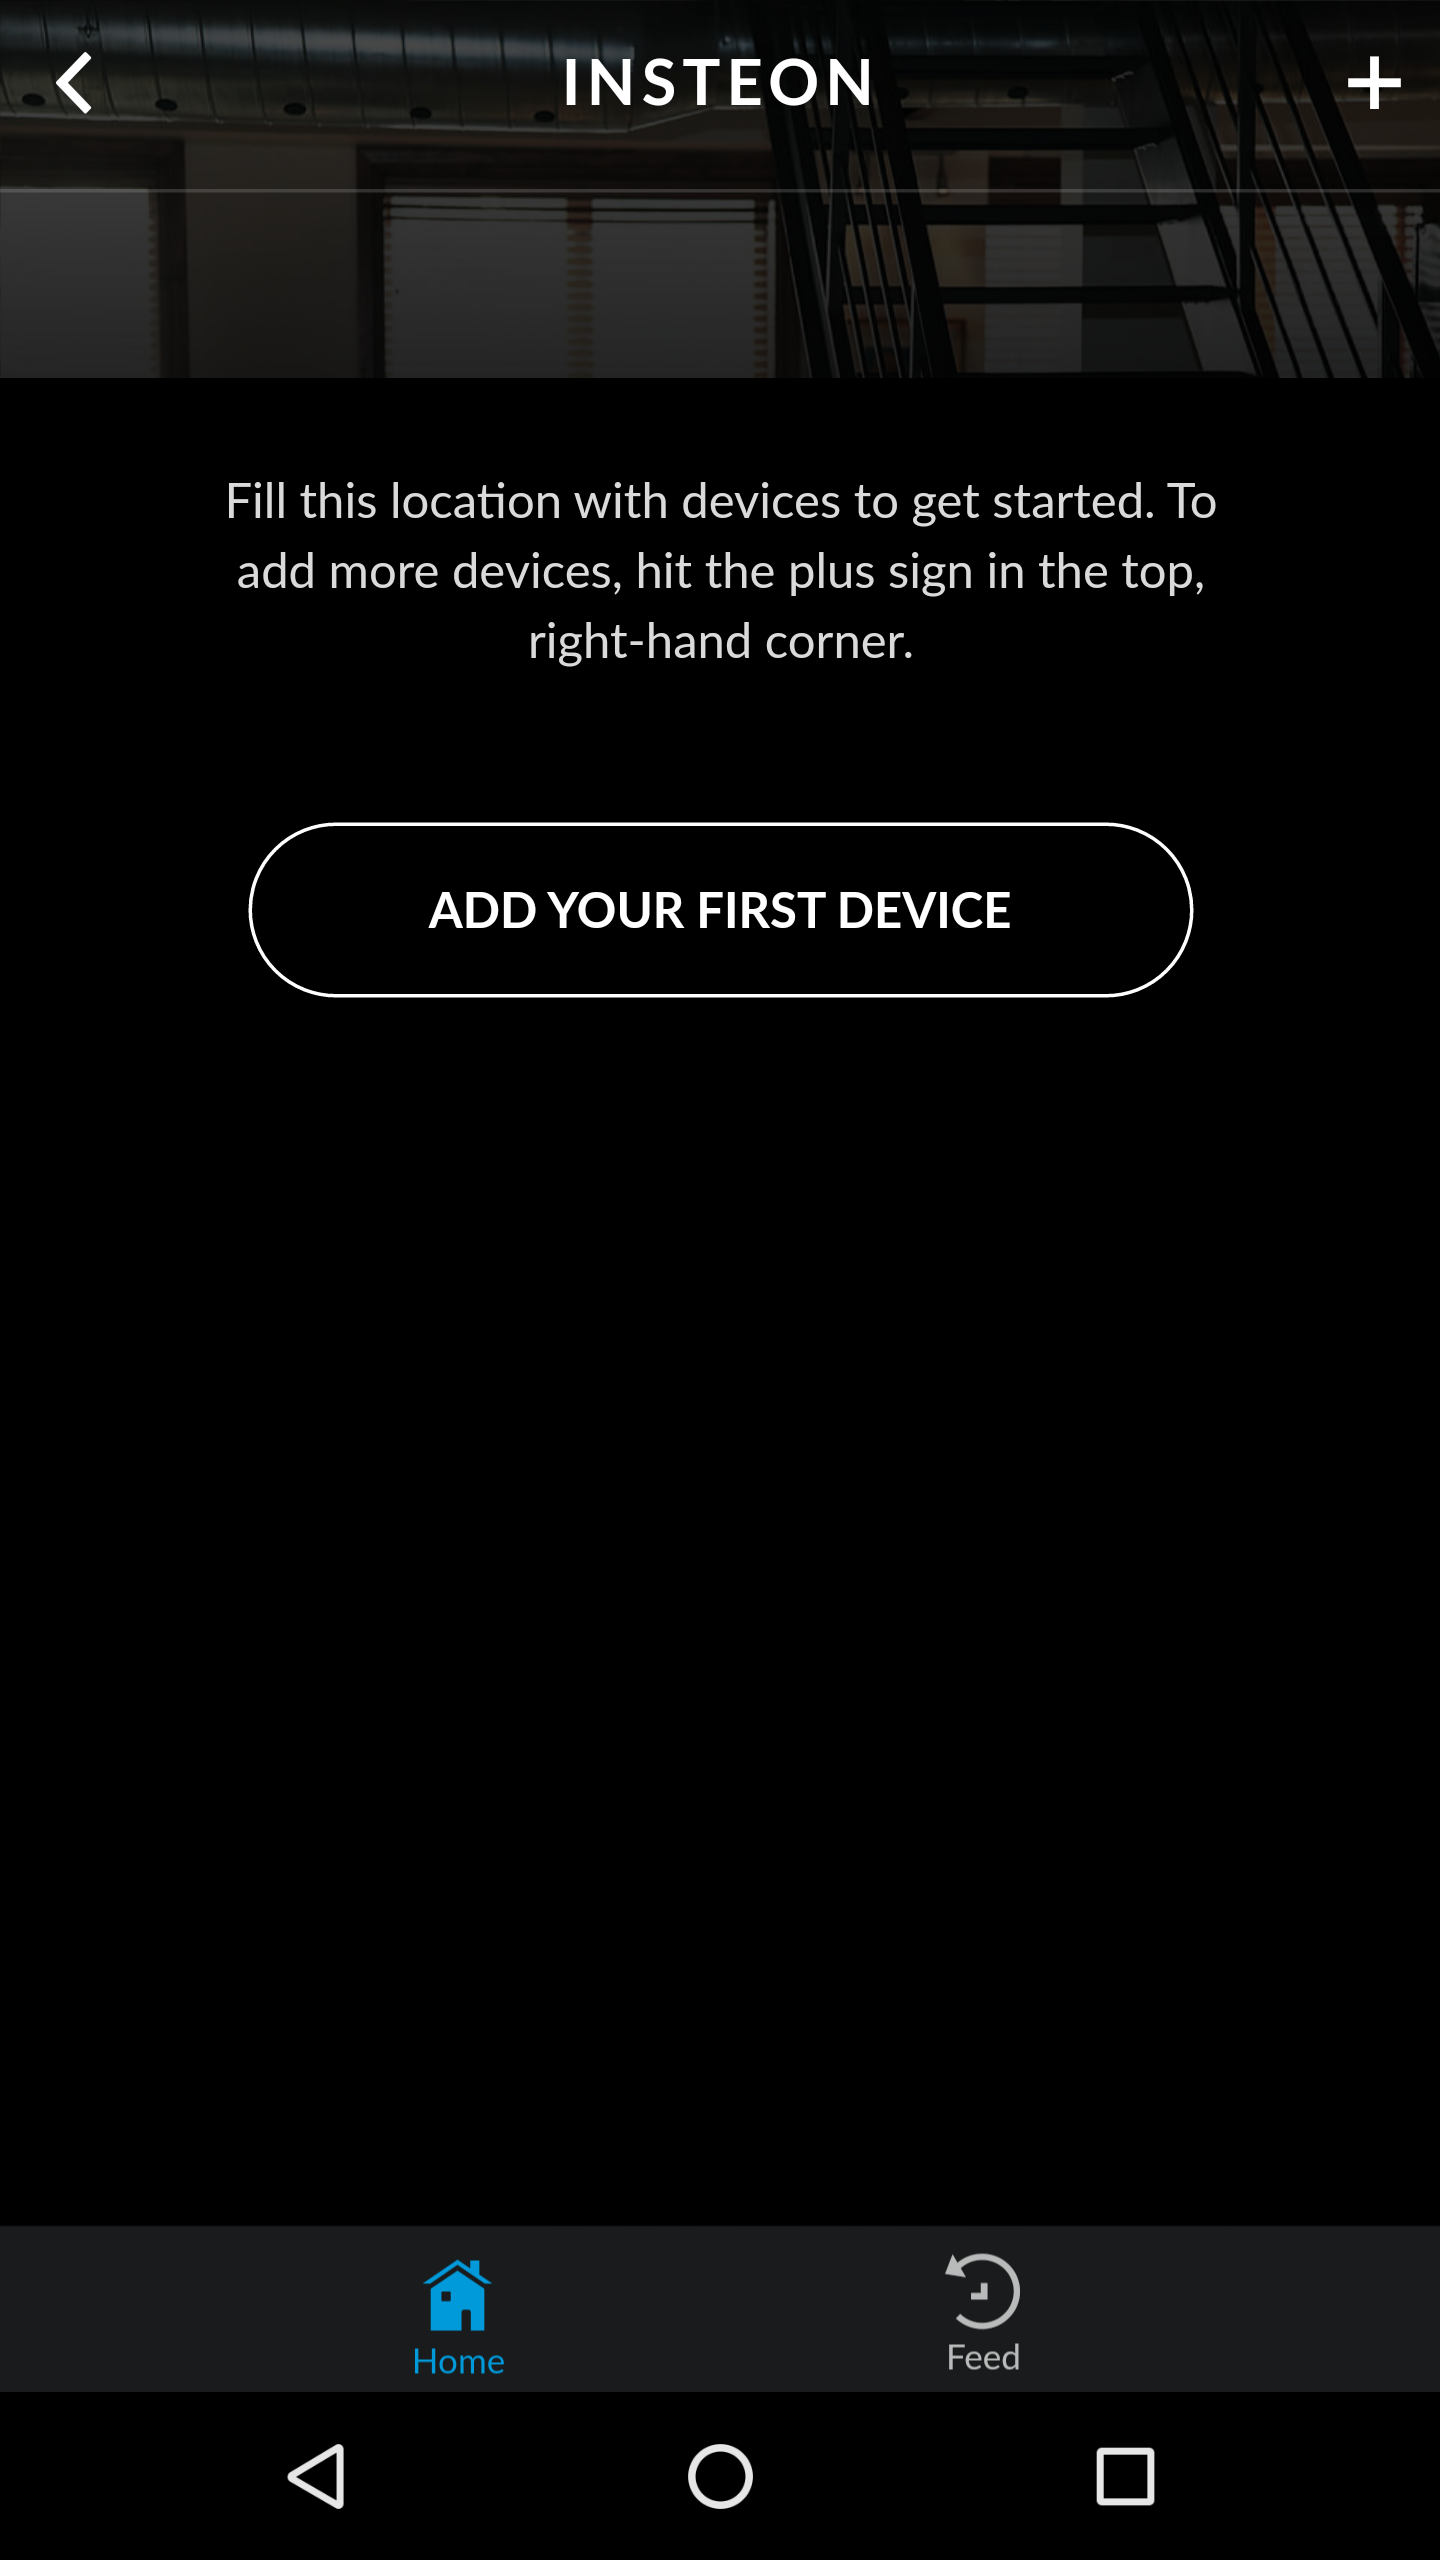 INSTEON
Fill this location with devices to get started. To
add more devices, hit the plus sign in the top,
right-hand corner.
ADD YOUR FIRST DEVICE
Home
Feed